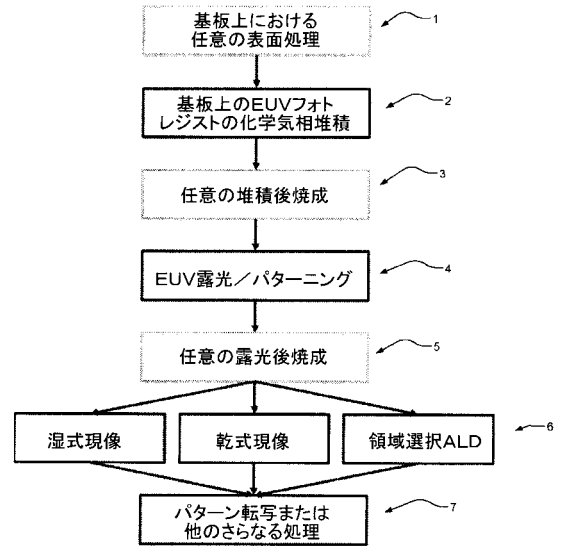 基板上における
任意の表面処理
1
基板上のEUVフォト
レジストの化学気相堆積
2
任意の堆積後焼成
3
EUV露光/パターニング
4
任意の露光後焼成
5
湿式現像
乾式現像
領域選択ALD
6
パターン転写または
他のさらなる処理
7